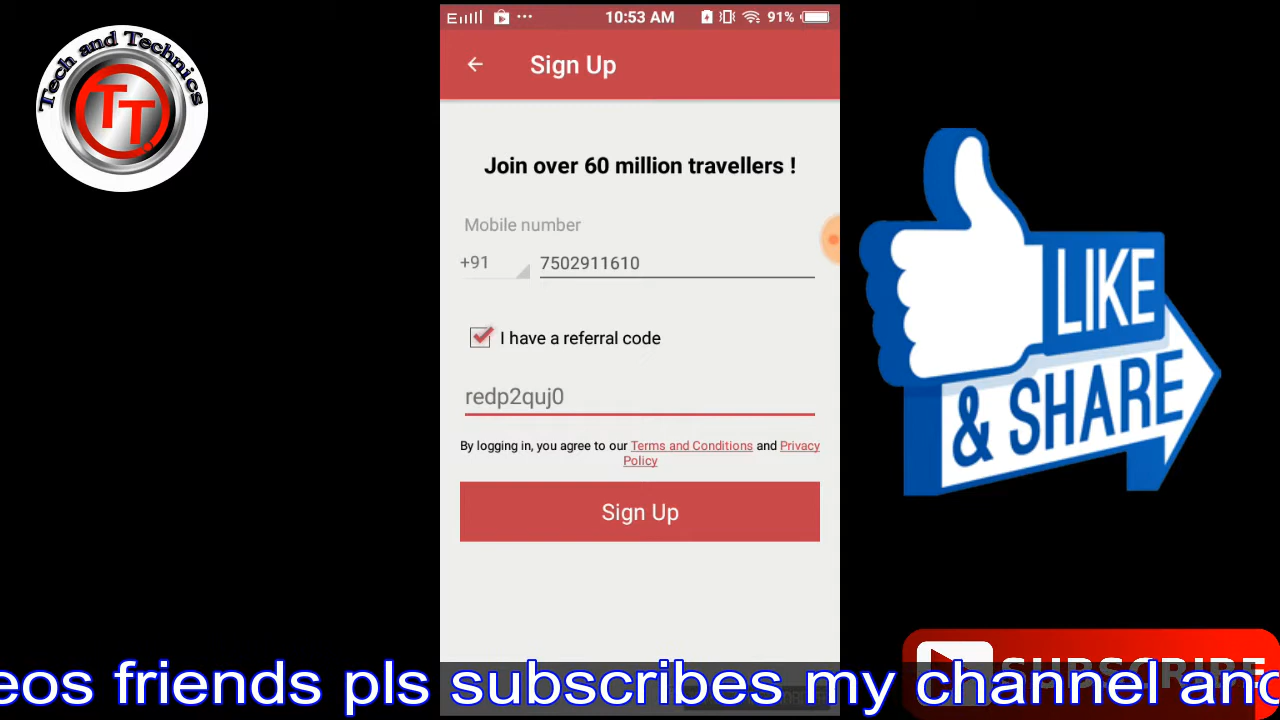 Tech and Technics
TT
10:53 AM
91%
Sign Up
Join over 60 million travellers !
Mobile number
+91 7502911610
I have a referral code
redp2quj0
By logging in, you agree to our Terms and Conditions and Privacy
Policy
Sign Up
LIKE
& SHARE
SUBSCRIBE
eos friends pls subscribes my channel and